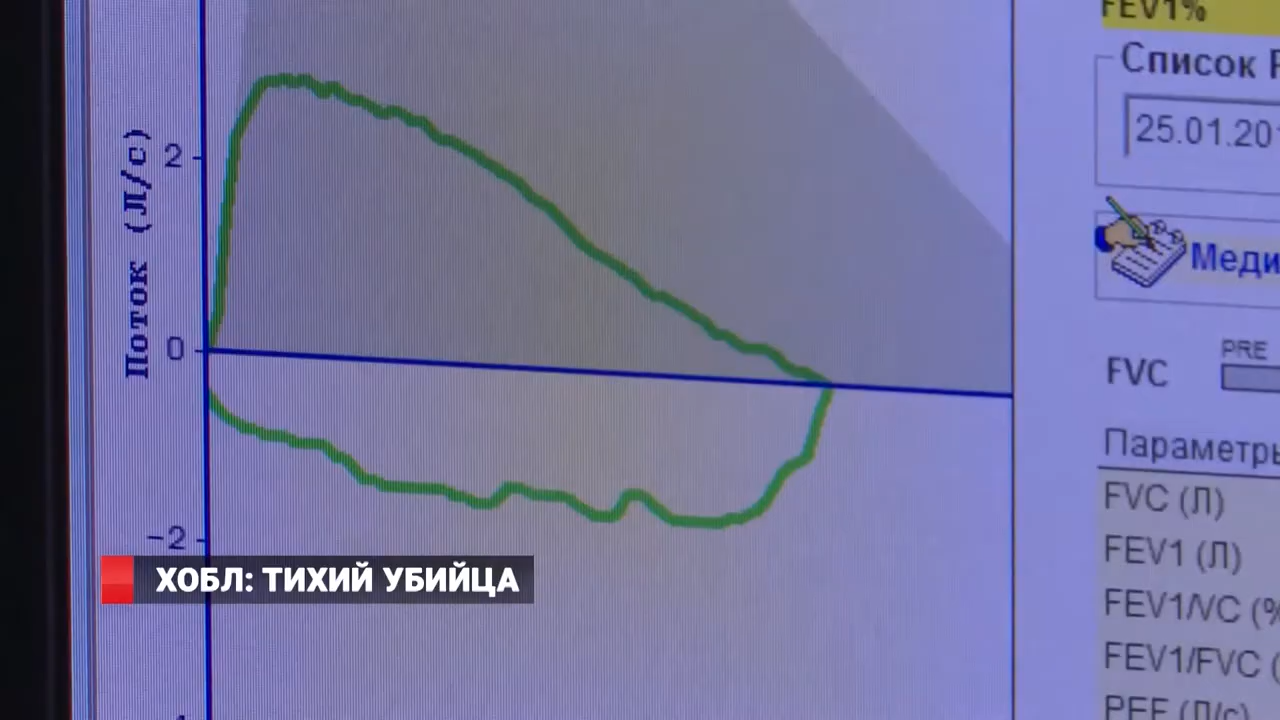 FEV1%
Список
25.01.20
Меди
PRE
FVC
Параметры
FVC (Л)
FEV1 (Л)
FEV1/VC (%
FEV1/FVC (
PEF (Л/с)
Поток (Л/с)
2
0
-2
ХОБЛ: ТИХИЙ УБИЙЦА